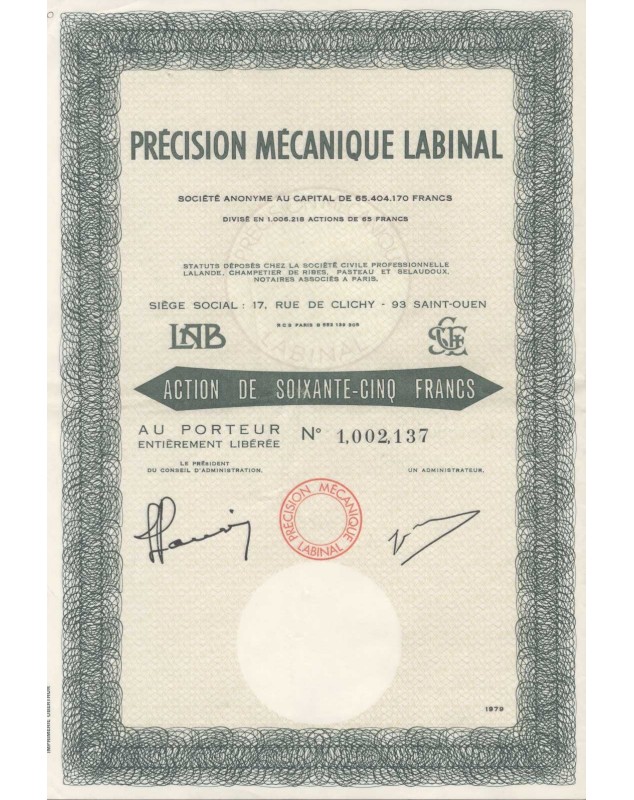 PRÉCISION MÉCANIQUE LABINAL
SOCIÉTÉ ANONYME AU CAPITAL DE 65.404.170 FRANCS
DIVISÉ EN 1.006.218 ACTIONS DE 65 FRANCS
STATUTS DÉPOSÉS CHEZ LA SOCIÉTÉ CIVILE PROFESSIONNELLE
LALANDE, CHAMPETIER DE RIBES, PASTEAU ET SELAUDOUX,
NOTAIRES ASSOCIÉS A PARIS.
SIÈGE SOCIAL : 17, RUE DE CLICHY - 93 SAINT-OUEN
R C S PARIS B
LAB
LABINAL
ACTION DE SOIXANTE-CINQ FRANCS
AU PORTEUR
ENTIÈREMENT LIBÉRÉE
N° 1,002,137
LE PRÉSIDENT
DU CONSEIL D'ADMINISTRATION.
UN ADMINISTRATEUR.
PRÉCISION MÉCANIQUE
LABINAL
1979